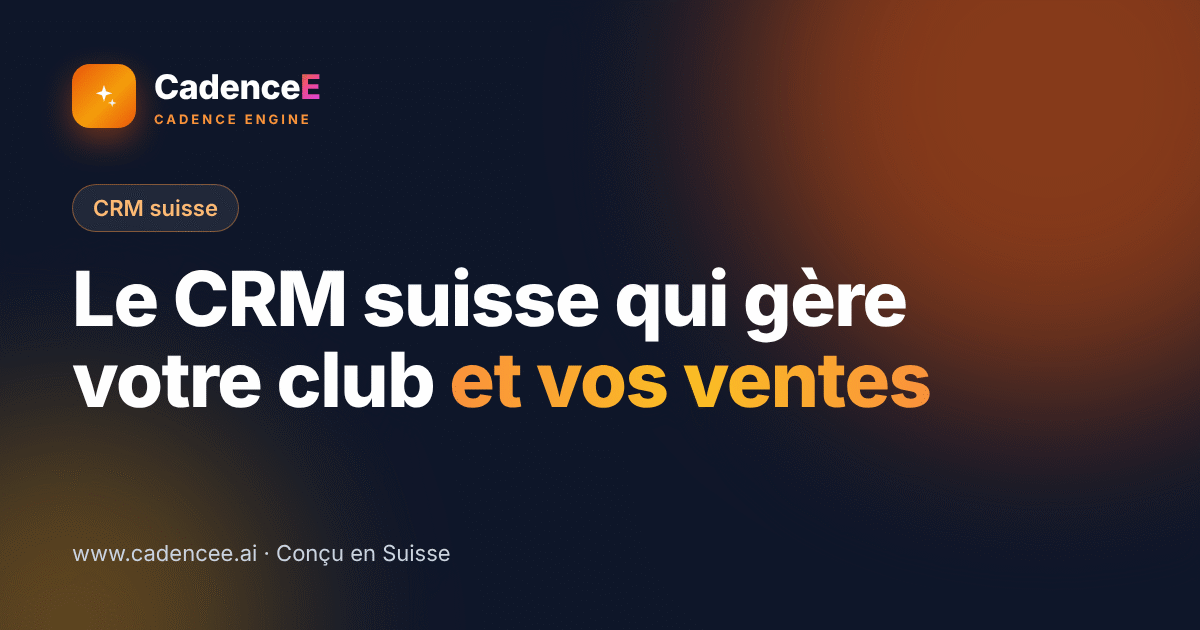 CadenceE
CADENCE ENGINE
CRM suisse
Le CRM suisse qui gère
votre club et vos ventes
www.cadencee.ai · Conçu en Suisse